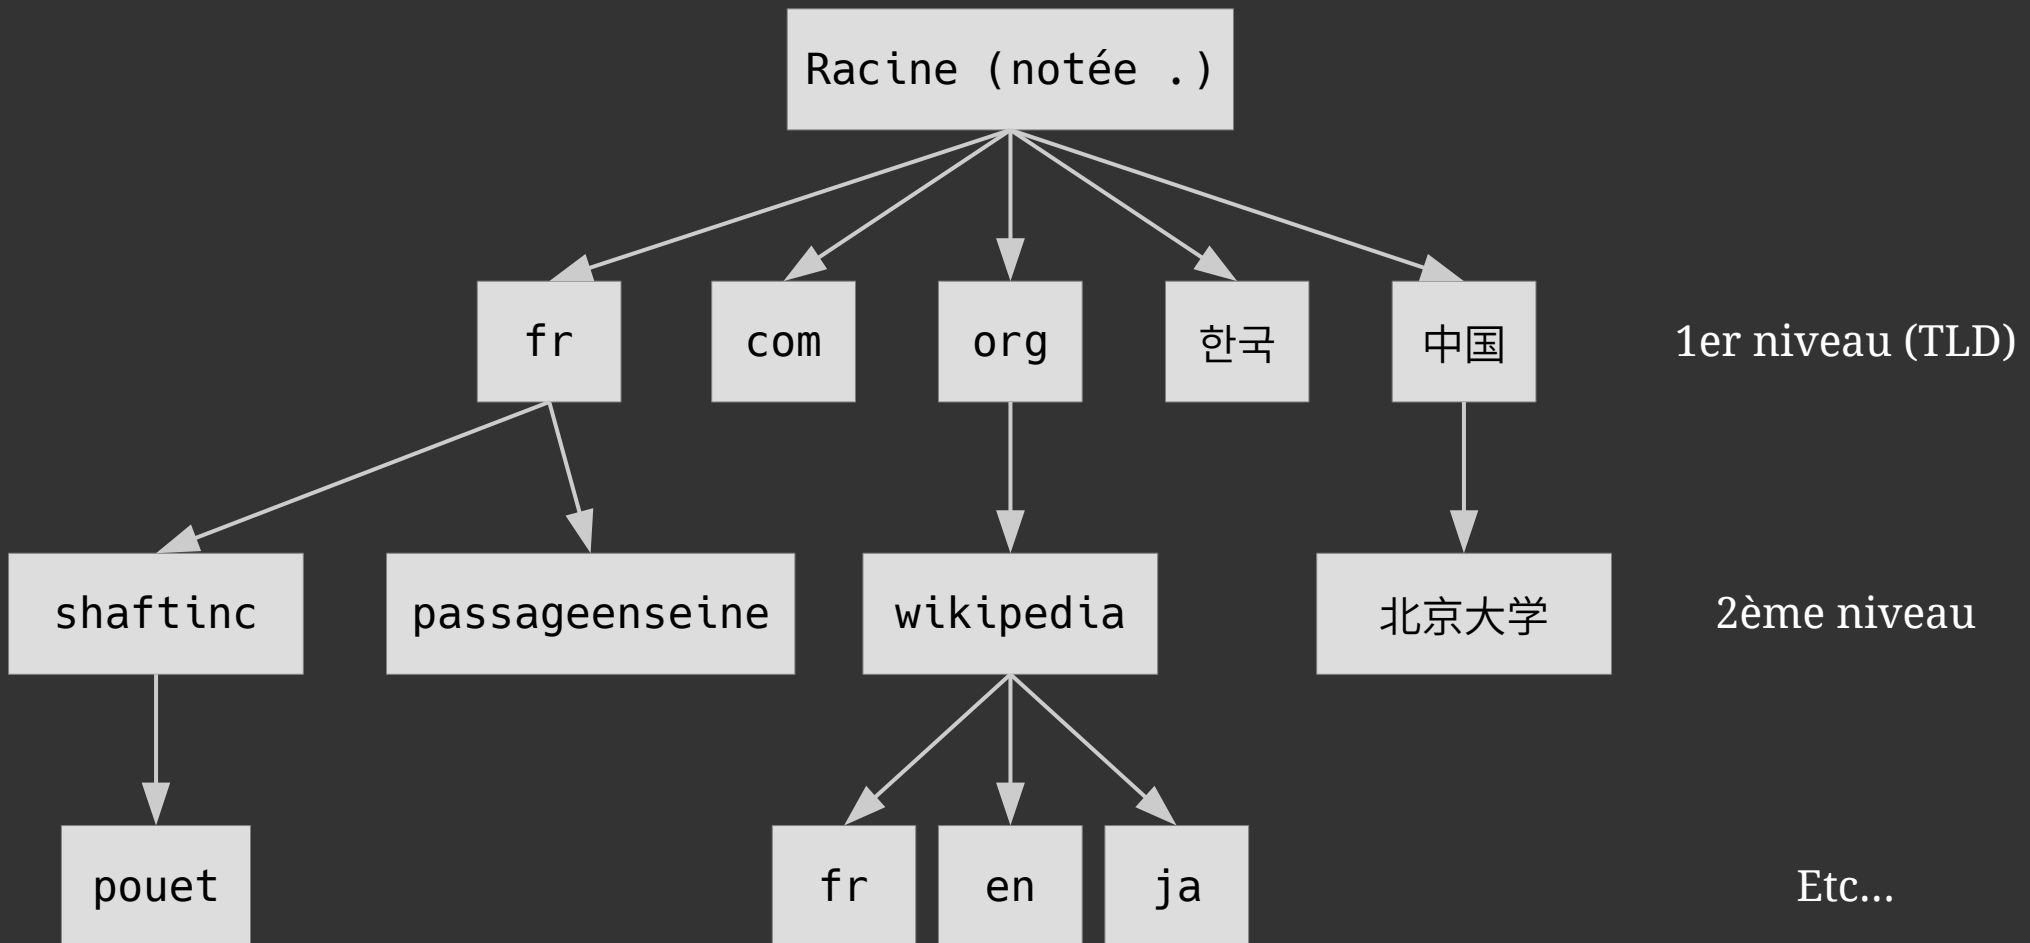 Racine (notée .)
fr
com
org
한국
中国
1er niveau (TLD)
shaftinc
passageenseine
wikipedia
北京大学
2ème niveau
pouet
fr
en
ja
Etc...